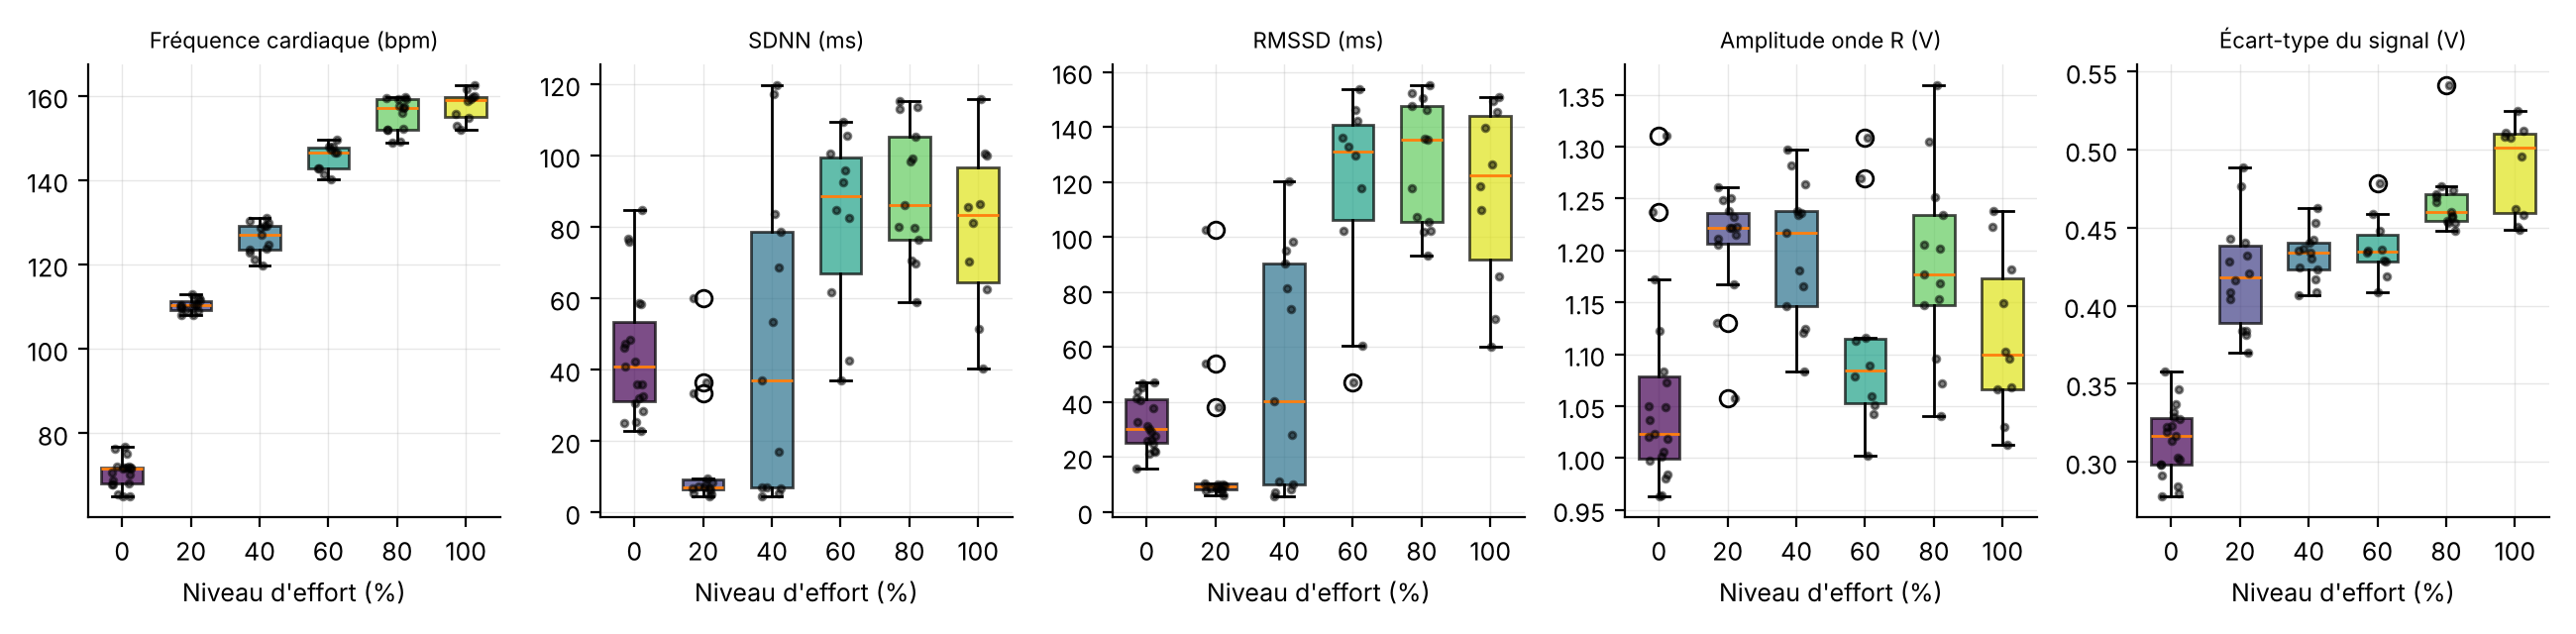 Fréquence cardiaque (bpm)
160
140
120
100
80
0 20 40 60 80 100
Niveau d'effort (%)
SDNN (ms)
120
100
80
60
40
20
0
0 20 40 60 80 100
Niveau d'effort (%)
RMSSD (ms)
160
140
120
100
80
60
40
20
0
0 20 40 60 80 100
Niveau d'effort (%)
Amplitude onde R (V)
1.35
1.30
1.25
1.20
1.15
1.10
1.05
1.00
0.95
0 20 40 60 80 100
Niveau d'effort (%)
Écart-type du signal (V)
0.55
0.50
0.45
0.40
0.35
0.30
0 20 40 60 80 100
Niveau d'effort (%)